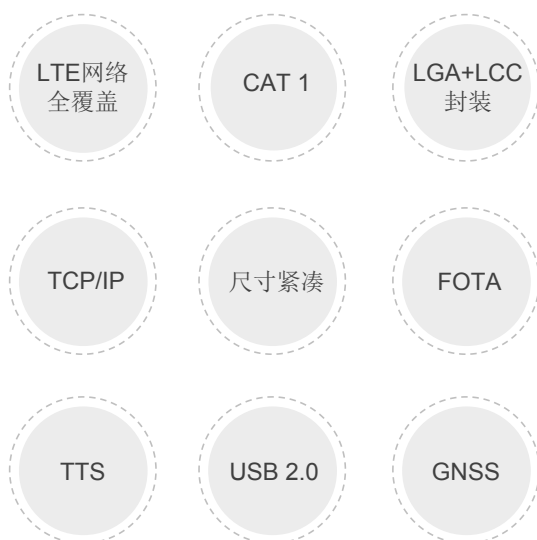 LTE网络
全覆盖
CAT 1
LGA+LCC
封装
TCP/IP
尺寸紧凑
FOTA
TTS
USB 2.0
GNSS